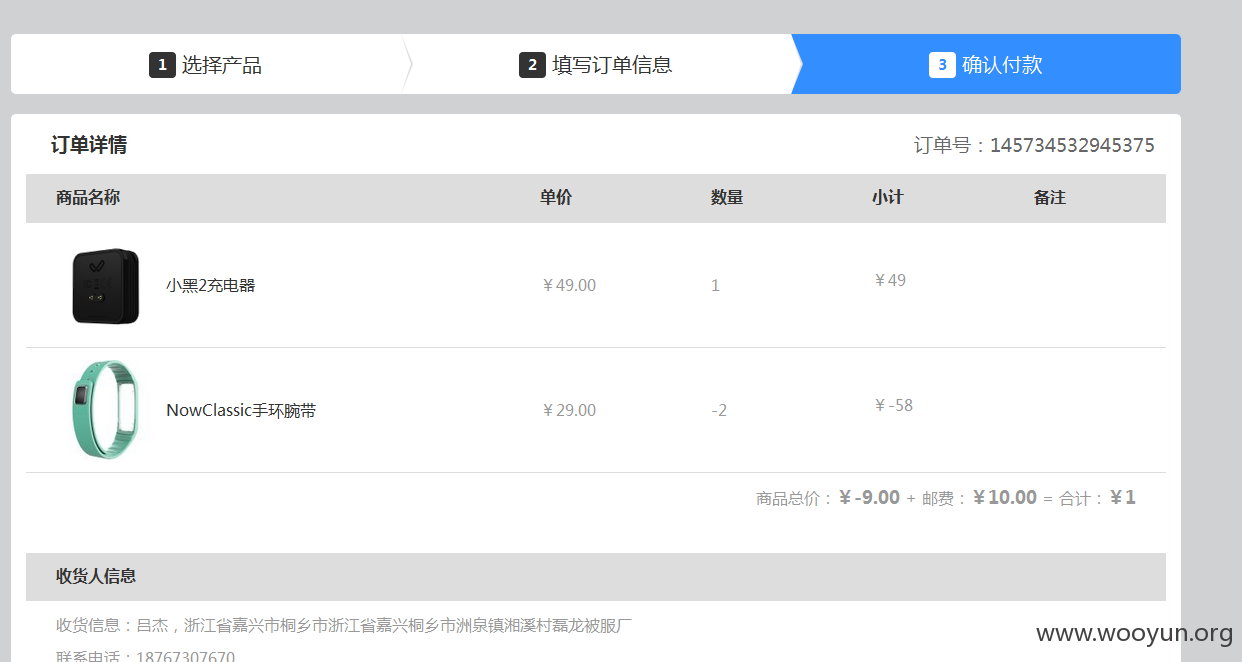 1 选择产品 2 填写订单信息 3 确认付款
订单详情 订单号：145734532945375
商品名称 单价 数量 小计 备注
小黑2充电器 ￥49.00 1 ￥49
NowClassic手环腕带 ￥29.00 -2 ￥-58
商品总价：￥-9.00 + 邮费：￥10.00 = 合计：￥1
收货人信息
收货信息：吕杰，浙江省嘉兴市桐乡市浙江省嘉兴桐乡市洲泉镇湘溪村磊龙被服厂
联系电话：18767307670
www.wooyun.org